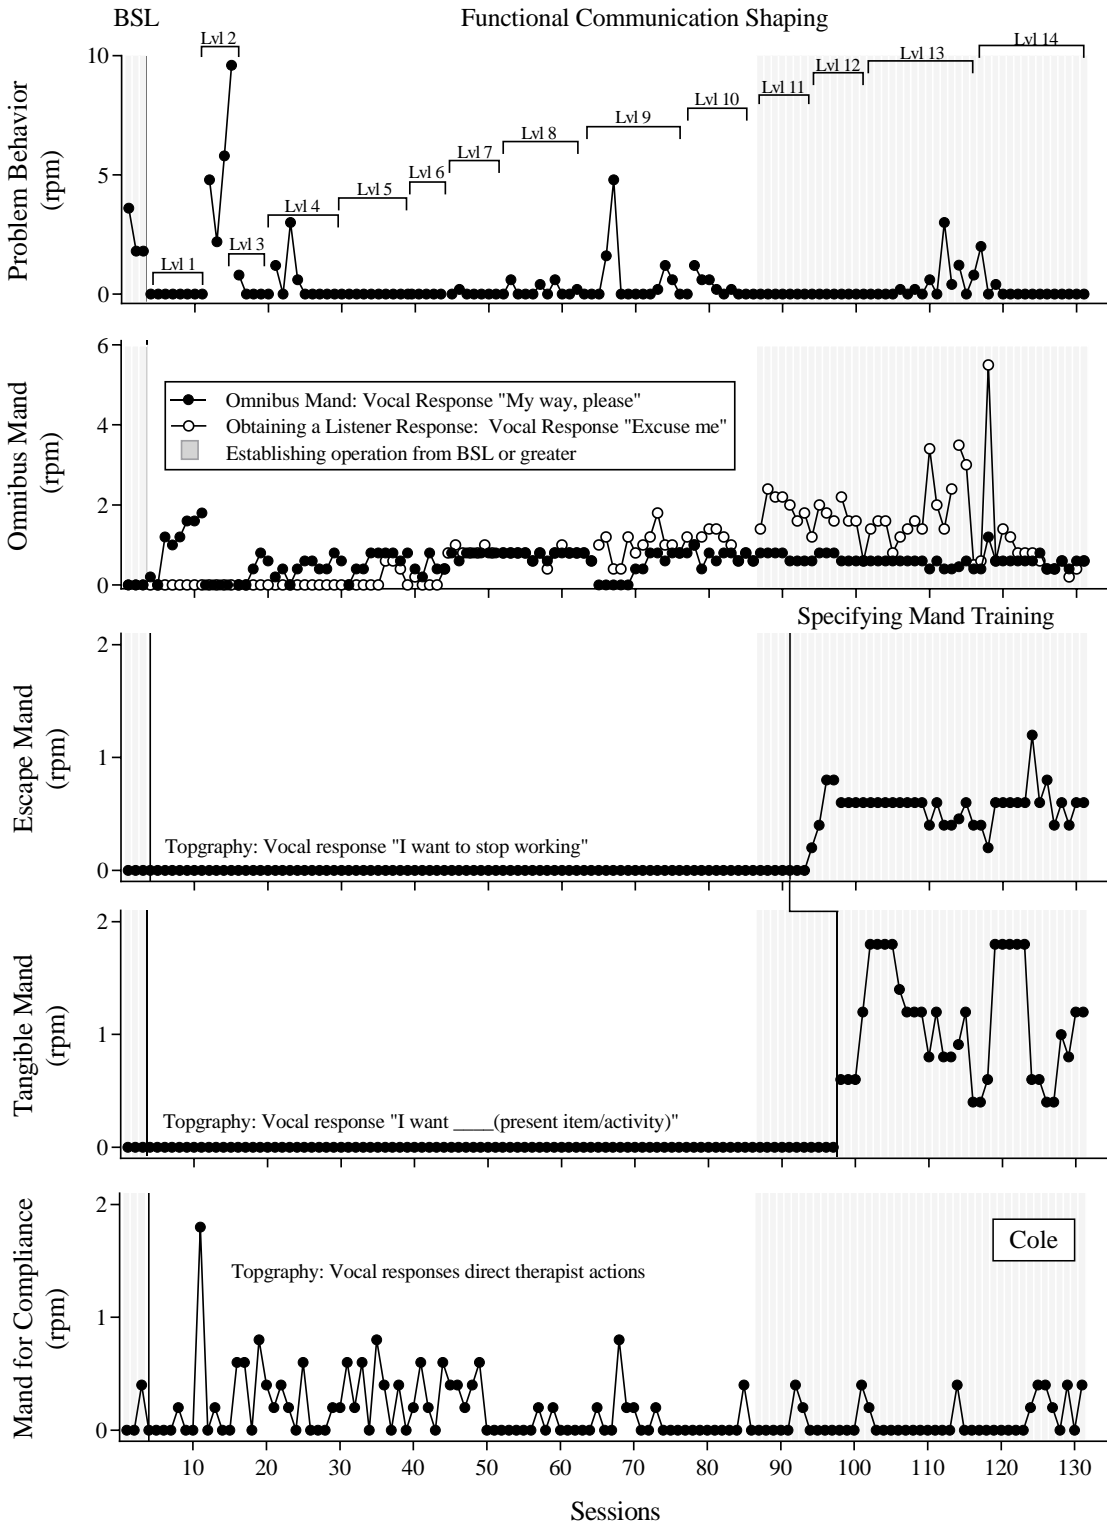 BSL Functional Communication Shaping
Lvl 2
Lvl 14
Lvl 13
Lvl 12
Lvl 11
Lvl 10
Lvl 9
Lvl 8
Lvl 7
Lvl 6
Lvl 5
Lvl 4
Lvl 3
Lvl 1
10
5
0
Problem Behavior
(rpm)
6
4
2
0
Omnibus Mand
(rpm)
Omnibus Mand: Vocal Response "My way, please"
Obtaining a Listener Response: Vocal Response "Excuse me"
Establishing operation from BSL or greater
Specifying Mand Training
2
1
0
Escape Mand
(rpm)
Topgraphy: Vocal response "I want to stop working"
2
1
0
Tangible Mand
(rpm)
Topgraphy: Vocal response "I want ____(present item/activity)"
2
1
0
Mand for Compliance
(rpm)
Cole
Topgraphy: Vocal responses direct therapist actions
10 20 30 40 50 60 70 80 90 100 110 120 130
Sessions